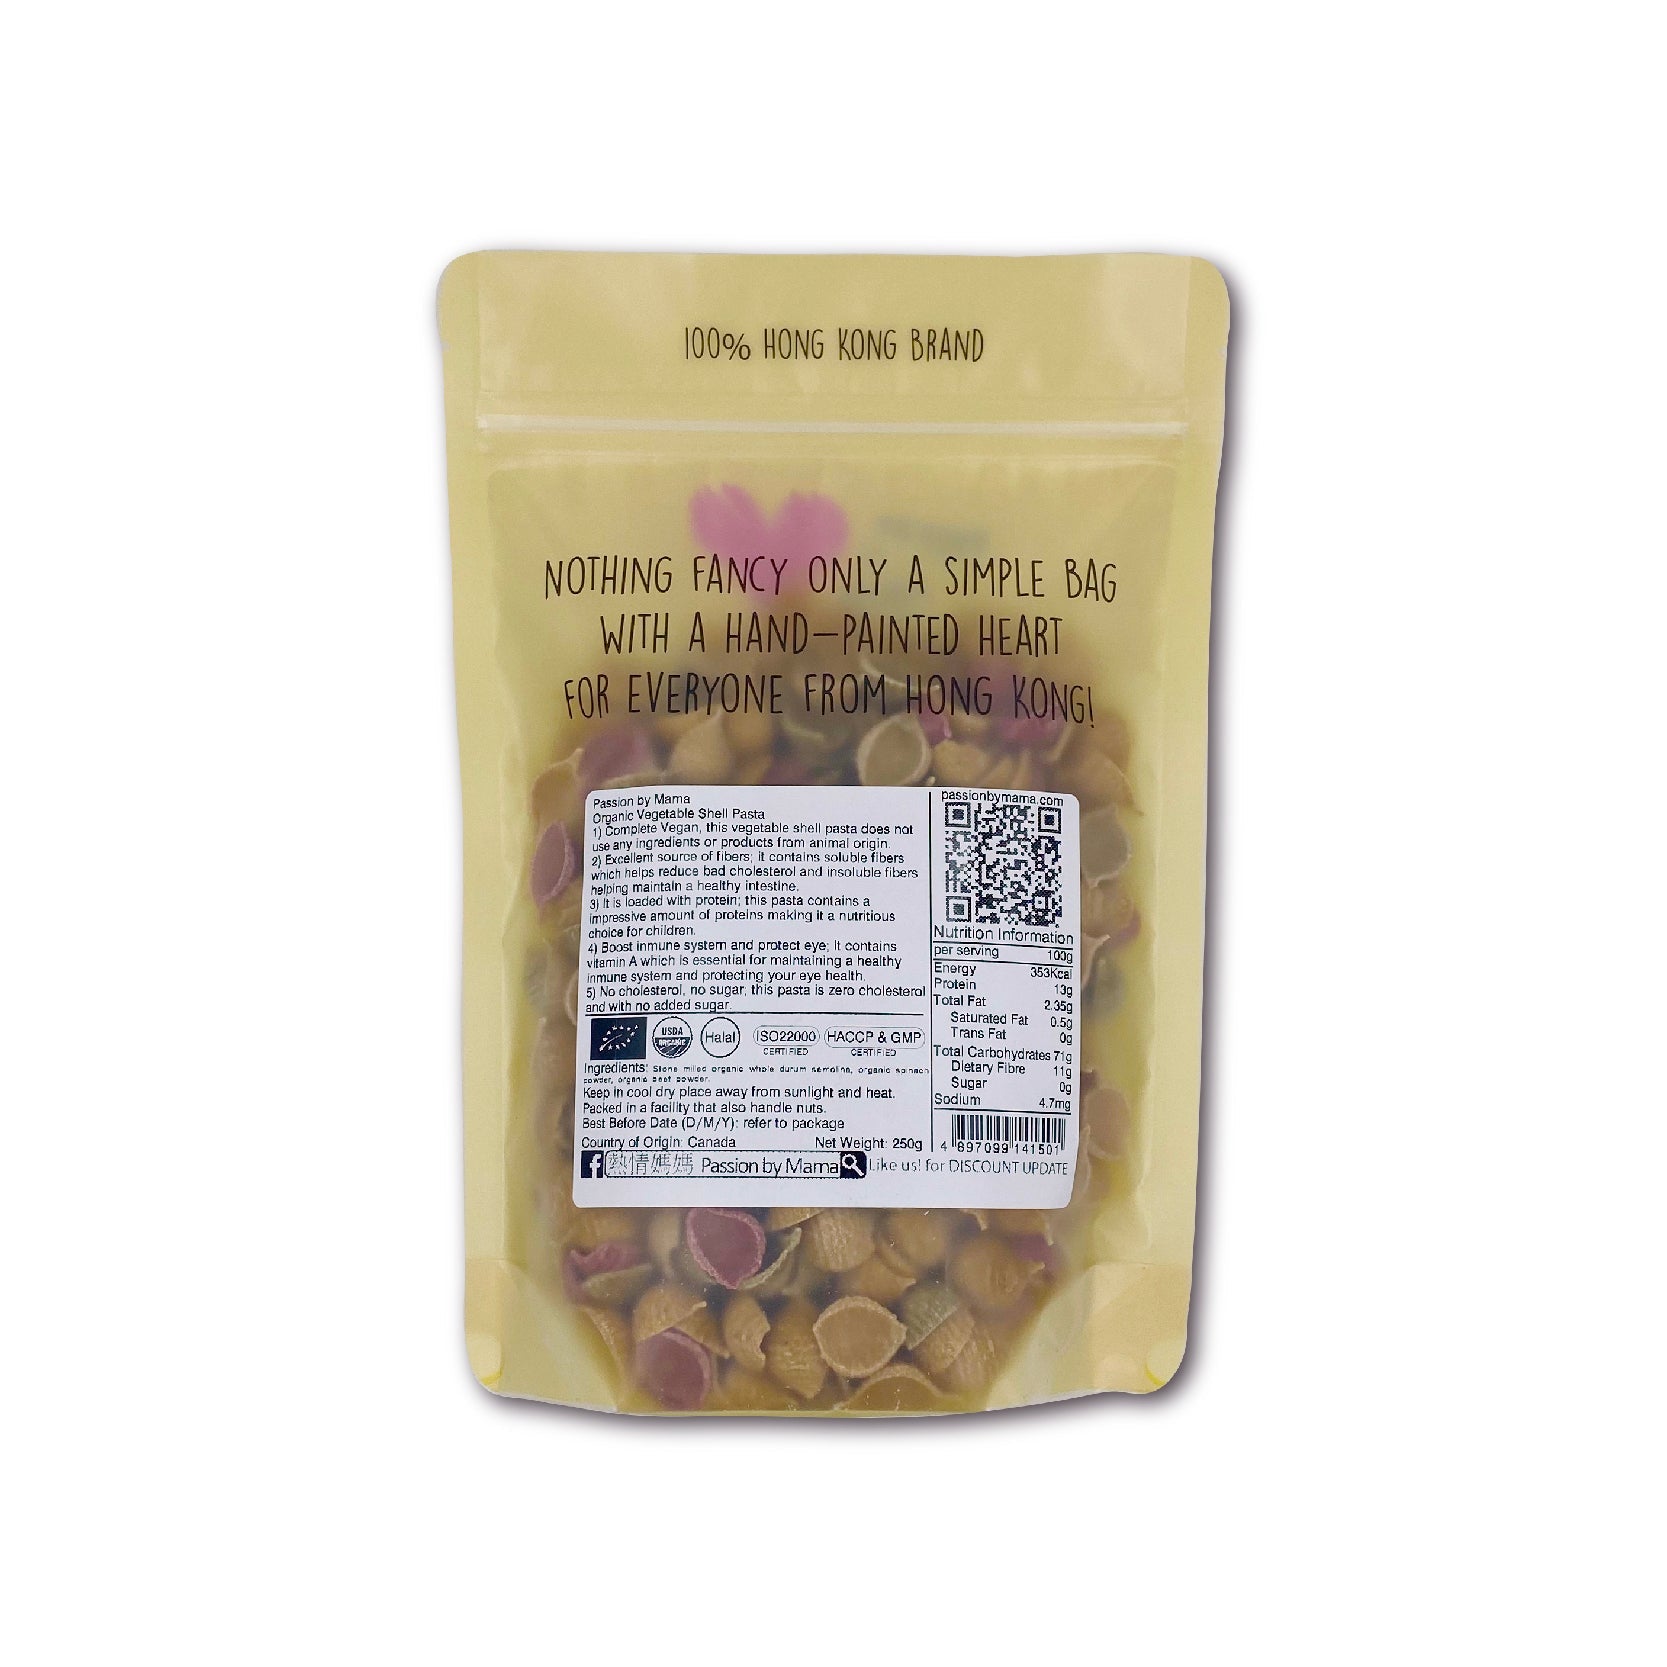 100% HONG KONG BRAND
NOTHING FANCY ONLY A SIMPLE BAG
WITH A HAND-PAINTED HEART
FOR EVERYONE FROM HONG KONG!
Passion by Mama
Organic Vegetable Shell Pasta
1) Complete Vegan, this vegetable shell pasta does not
use any ingredients or products from animal origin.
2) Excellent source of fibers; it contains soluble fibers
which helps reduce bad cholesterol and insoluble fibers
helping maintain a healthy intestine.
3) It is loaded with protein; this pasta contains a
impressive amount of proteins making it a nutritious
choice for children.
4) Boost inmune system and protect eye; It contains
vitamin A which is essential for maintaining a healthy
inmune system and protecting your eye health.
5) No cholesterol, no sugar; this pasta is zero cholesterol
and with no added sugar.
USDA
ORGANIC
Halal
ISO22000
CERTIFIED
HACCP & GMP
CERTIFIED
Ingredients: Stone milled organic whole durum semolina, organic spinach
powder, organic beet powder.
Keep in cool dry place away from sunlight and heat.
Packed in a facility that also handle nuts.
Best Before Date (D/M/Y): refer to package
Country of Origin: Canada Net Weight: 250g
passionbymama.com
Nutrition Information
per serving 100g
Energy 353Kcal
Protein 13g
Total Fat 2.35g
Saturated Fat 0.5g
Trans Fat 0g
Total Carbohydrates 71g
Dietary Fibre 11g
Sugar 0g
Sodium 4.7mg
4 897099 141501
f 熱情媽媽 Passion by Mama Like us! for DISCOUNT UPDATE